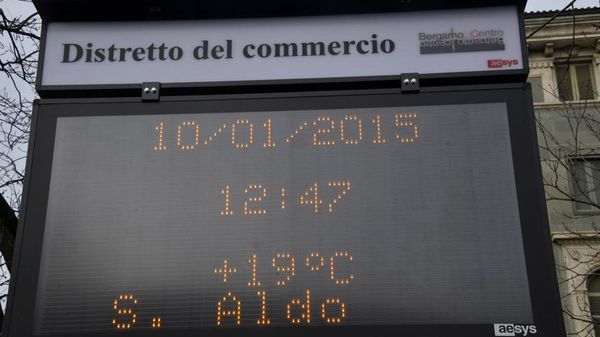 Distretto del commercio
Bergamo Centro
aesys
10/01/2015
12:47
+19°C
S. Aldo
aesys